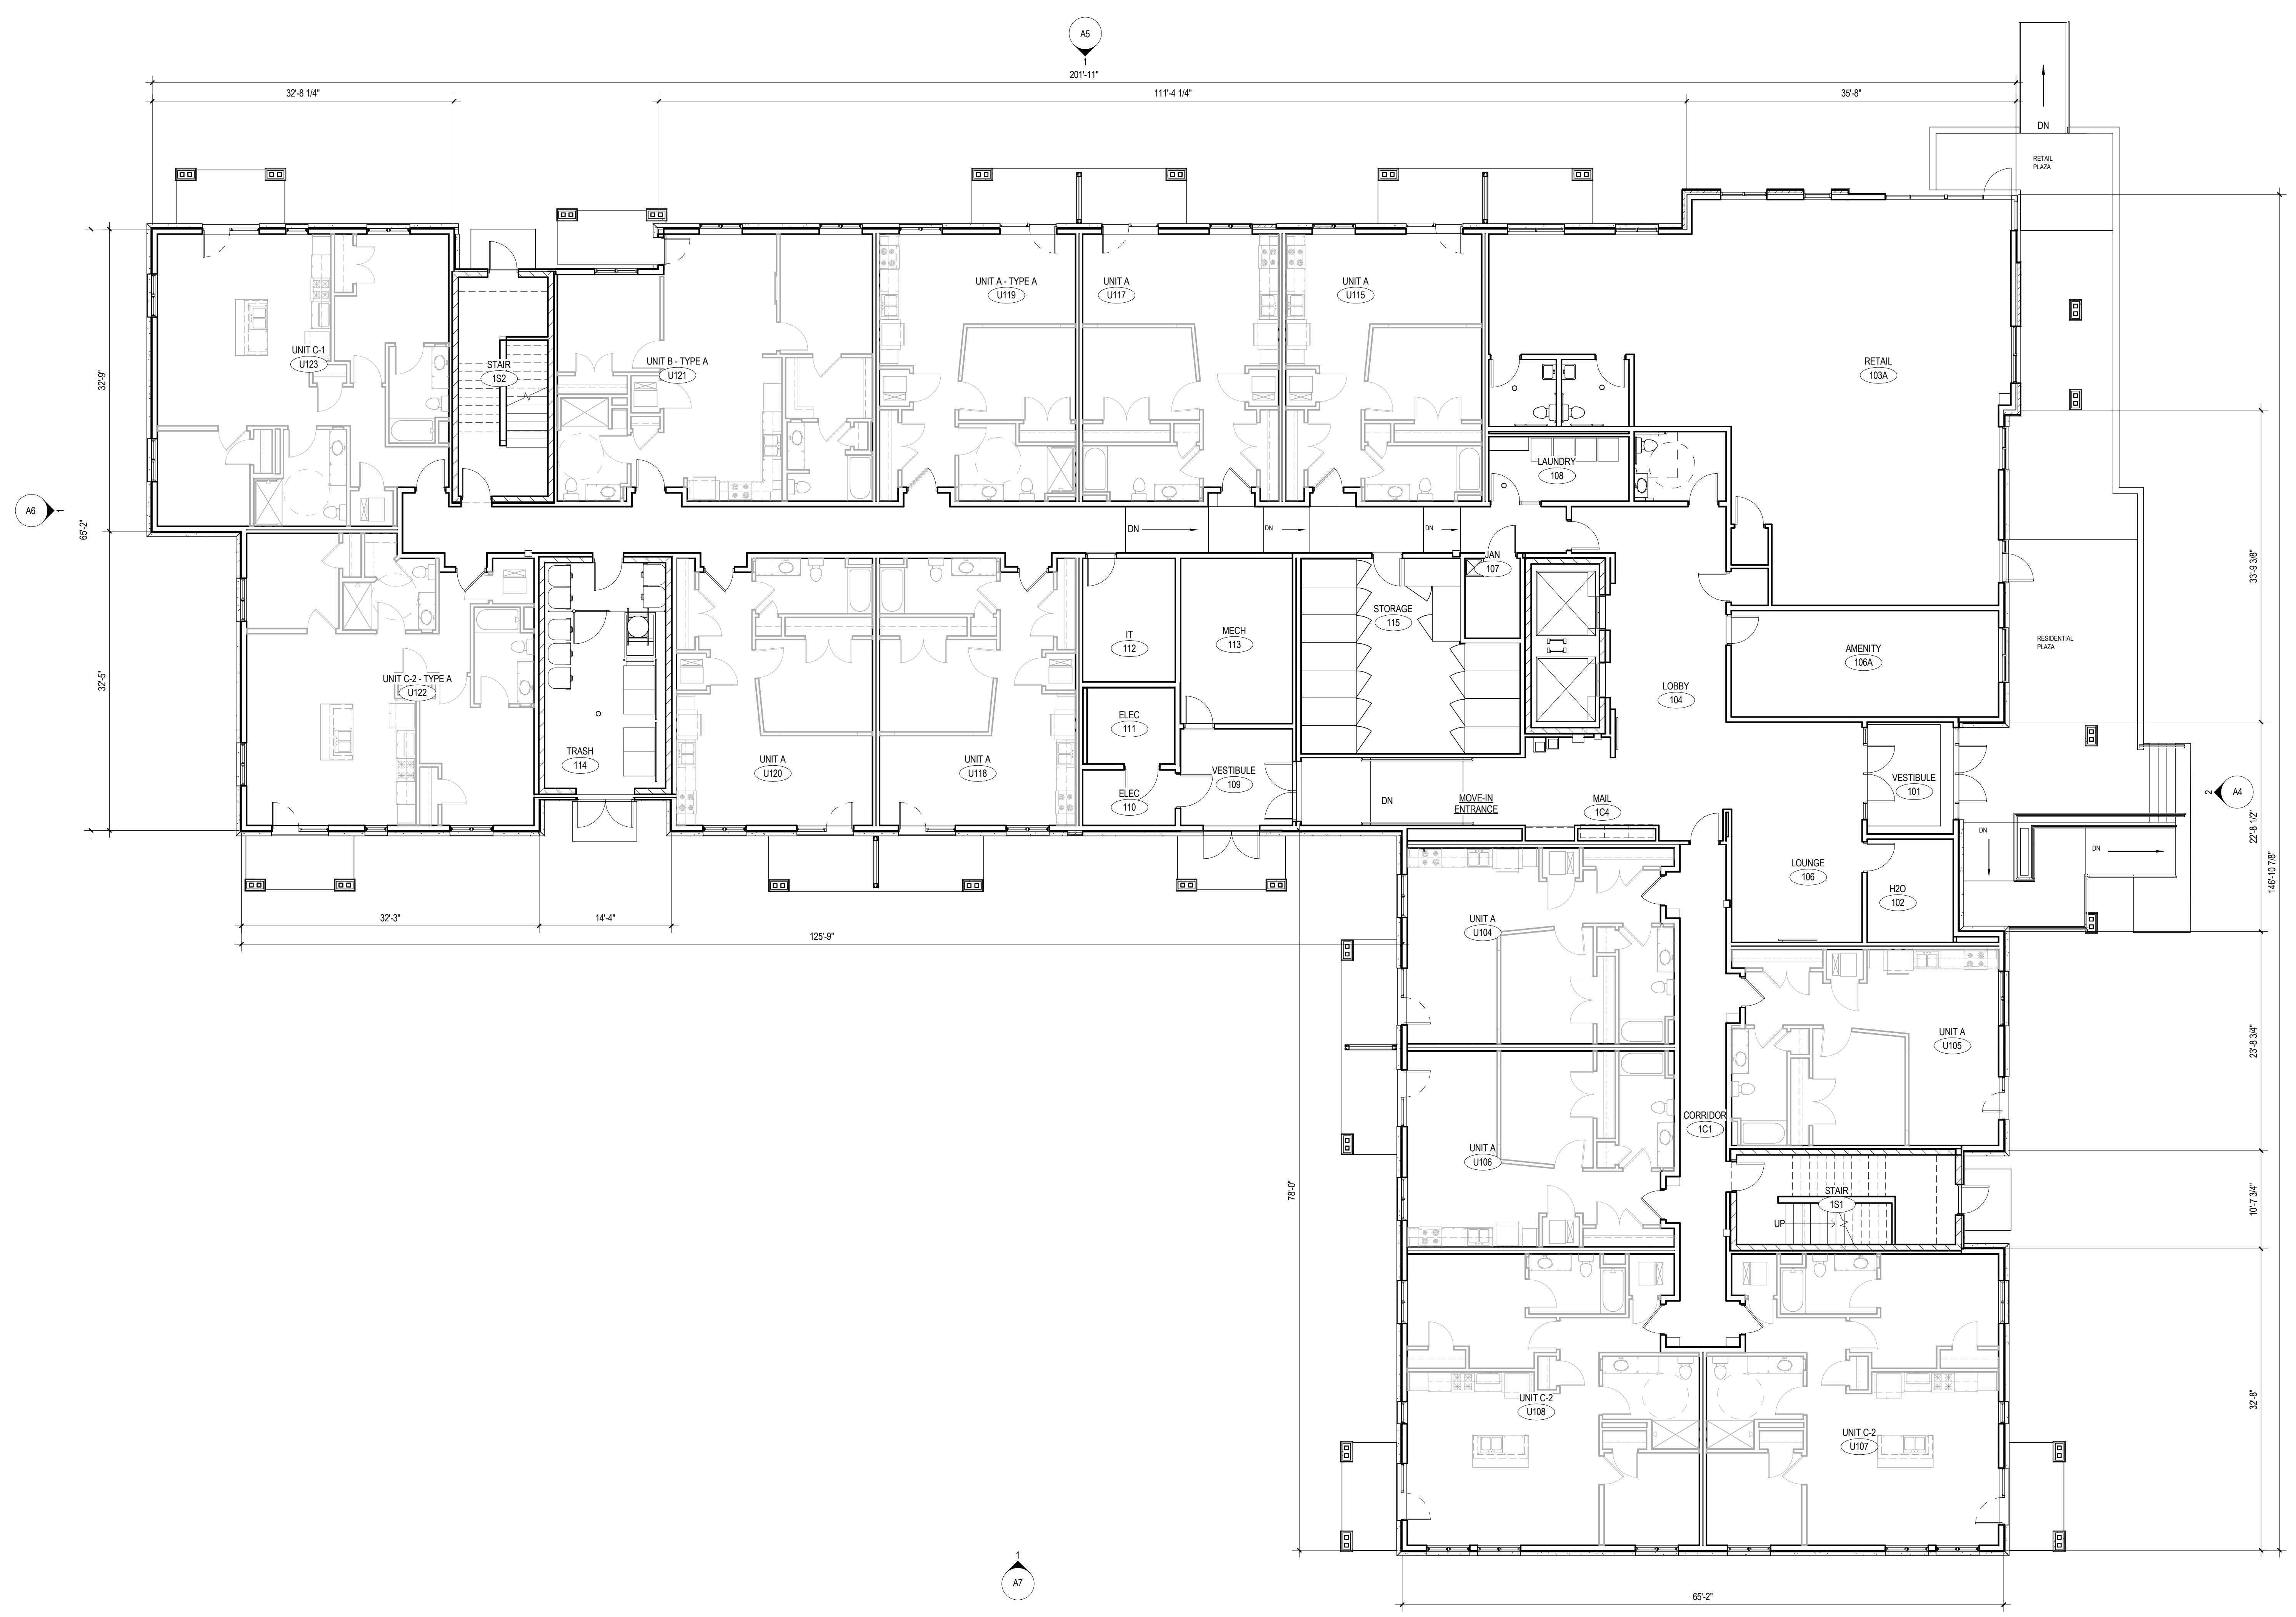 A5
1
201'-11"
32'-8 1/4"
111'-4 1/4"
35'-8"
DN
RETAIL
PLAZA
UNIT A - TYPE A
U119
UNIT A
U117
UNIT A
U115
UNIT C-1
U123
STAIR
1S2
UNIT B - TYPE A
U121
RETAIL
103A
32'-9"
65'-2"
A6
1
LAUNDRY
108
DN
DN
DN
JAN
107
33'-9 3/8"
STORAGE
115
IT
112
MECH
113
AMENITY
106A
RESIDENTIAL
PLAZA
LOBBY
104
32'-5"
UNIT C-2 - TYPE A
U122
ELEC
111
TRASH
114
UNIT A
U120
UNIT A
U118
VESTIBULE
109
ELEC
110
DN
MOVE-IN
ENTRANCE
MAIL
1C4
VESTIBULE
101
2
A4
DN
DN
22'-8 1/2"
146'-10 7/8"
LOUNGE
106
H2O
102
32'-3"
14'-4"
125'-9"
UNIT A
U104
UNIT A
U105
23'-8 3/4"
CORRIDOR
1C1
UNIT A
U106
78'-0"
STAIR
1S1
UP
10'-7 3/4"
UNIT C-2
U108
UNIT C-2
U107
32'-8"
1
A7
65'-2"